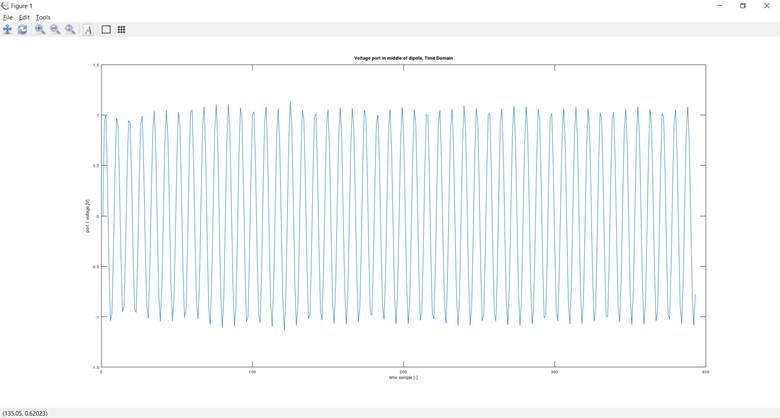 Figure 1
File Edit Tools
A
Voltage port in middle of dipole, Time Domain
1.5
1
0.5
0
-0.5
-1
-1.5
port 1 voltage [V]
0 100 200 300 400
time sample [-]
(135.05, 0.62023)